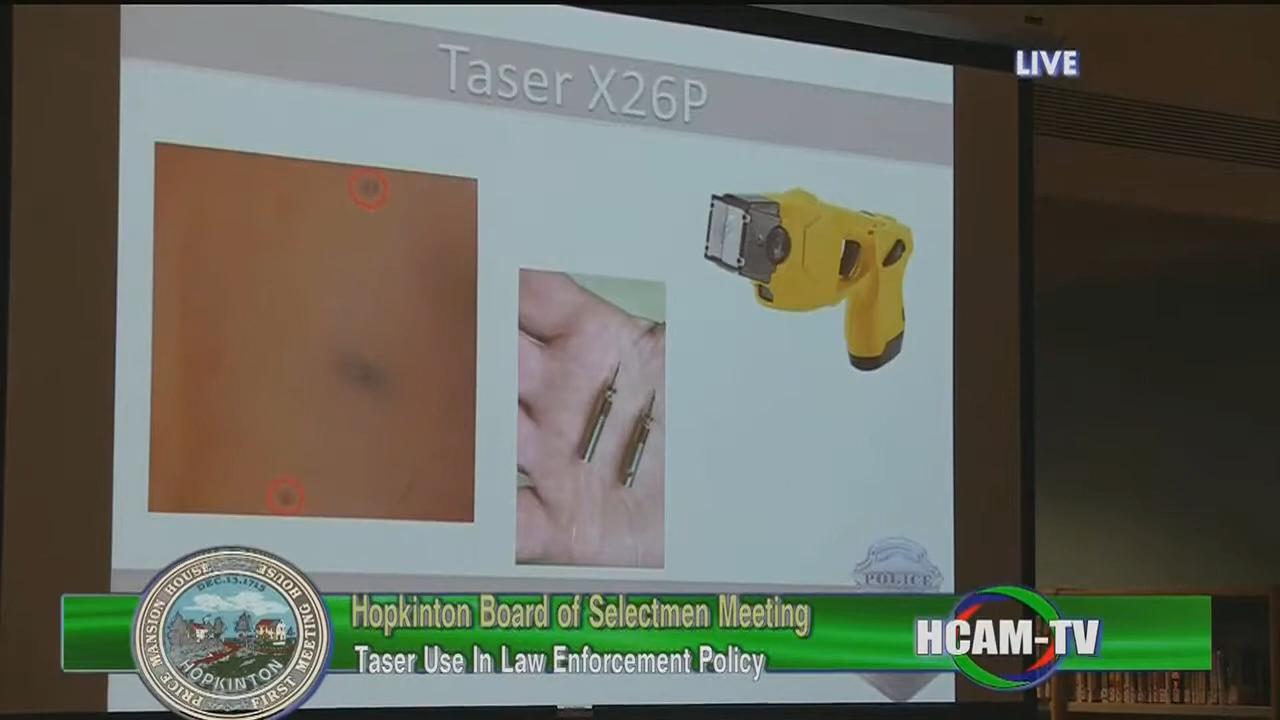 Taser X26P
LIVE
POLICE
Hopkinton Board of Selectmen Meeting
Taser Use In Law Enforcement Policy
HCAM-TV
PRICE MANSION HOUSE
FIRST MEETING HOUSE
DEC.13.1715
HOPKINTON